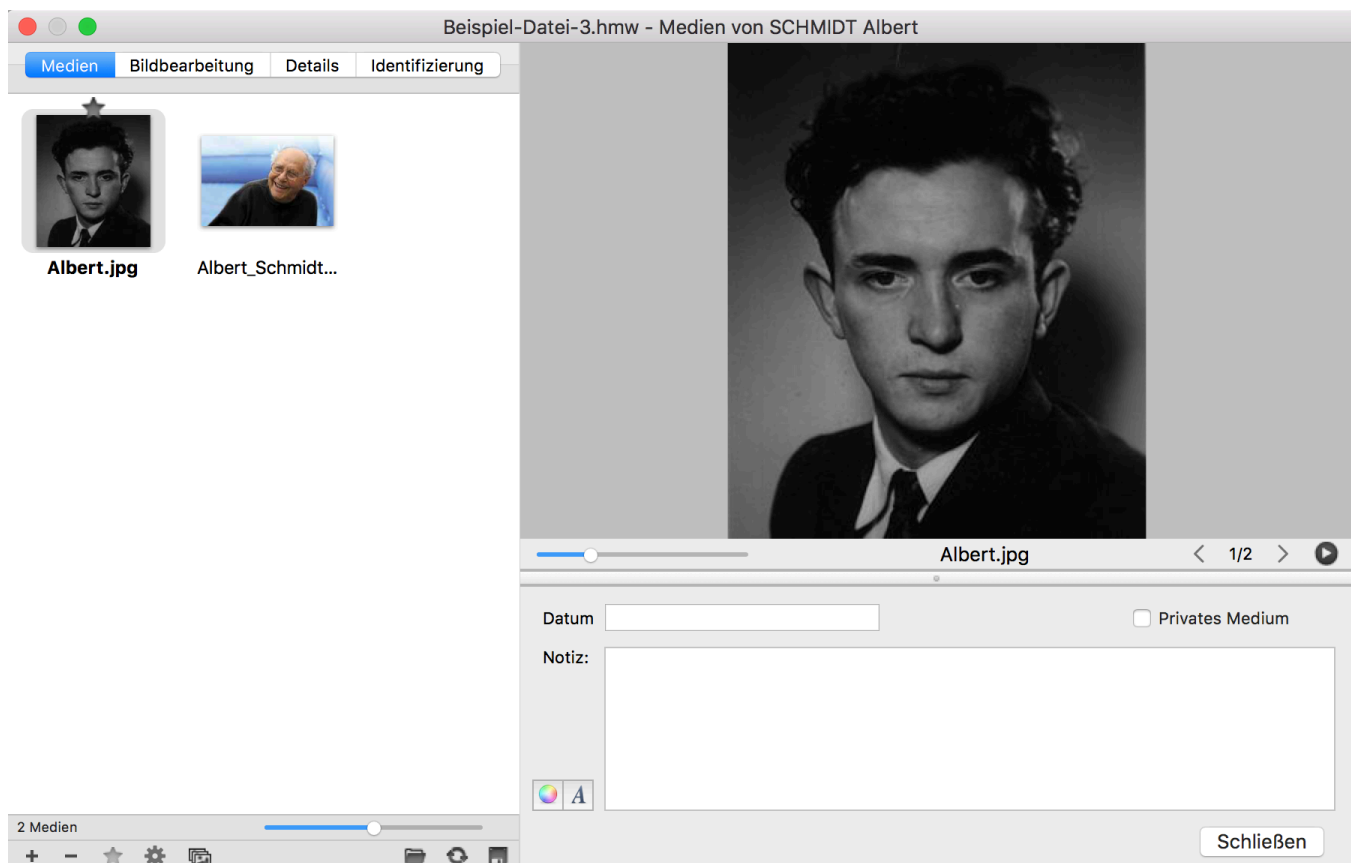 Beispiel-Datei-3.hmw - Medien von SCHMIDT Albert
Medien Bildbearbeitung Details Identifizierung
Albert.jpg Albert_Schmidt...
Albert.jpg 1/2
Datum Privates Medium
Notiz:
A
2 Medien
Schließen